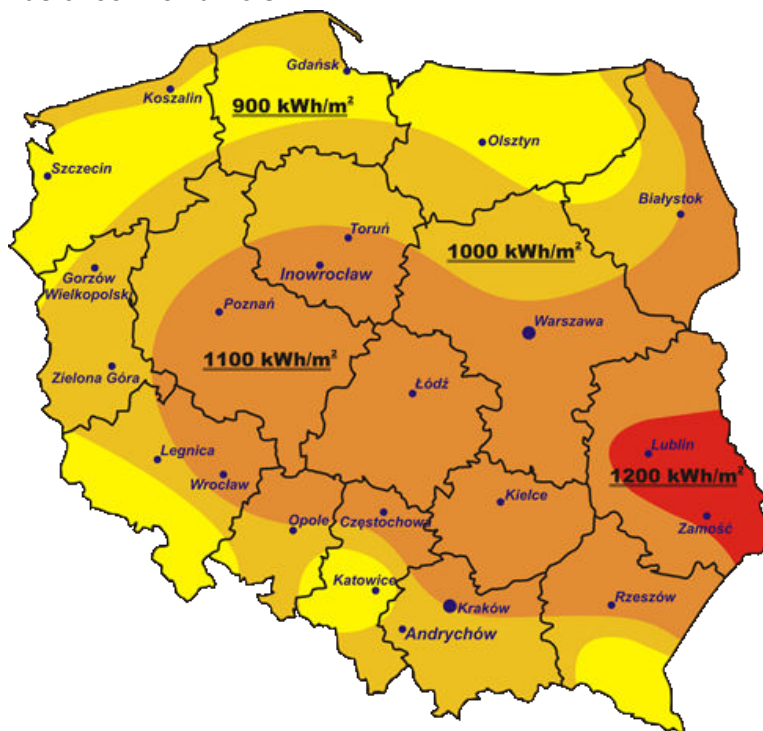 Gdańsk
Koszalin
900 kWh/m²
Olsztyn
Szczecin
Białystok
Toruń
1000 kWh/m²
Inowrocław
Gorzów
Wielkopolski
Poznań
Warszawa
1100 kWh/m²
Zielona Góra
Łódź
Legnica
Lublin
Wrocław
1200 kWh/m²
Kielce
Opole
Częstochowa
Zamość
Katowice
Kraków
Rzeszów
Andrychów